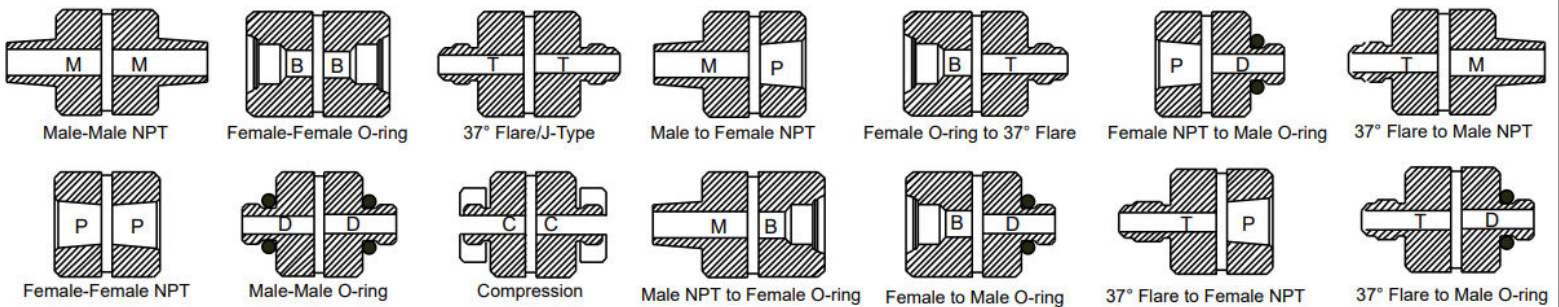 M M
B B
T T
M P
B T
P D
T M
Male-Male NPT
Female-Female O-ring
37° Flare/J-Type
Male to Female NPT
Female O-ring to 37° Flare
Female NPT to Male O-ring
37° Flare to Male NPT
P P
D D
C C
M B
B D
T P
T D
Female-Female NPT
Male-Male O-ring
Compression
Male NPT to Female O-ring
Female to Male O-ring
37° Flare to Female NPT
37° Flare to Male O-ring